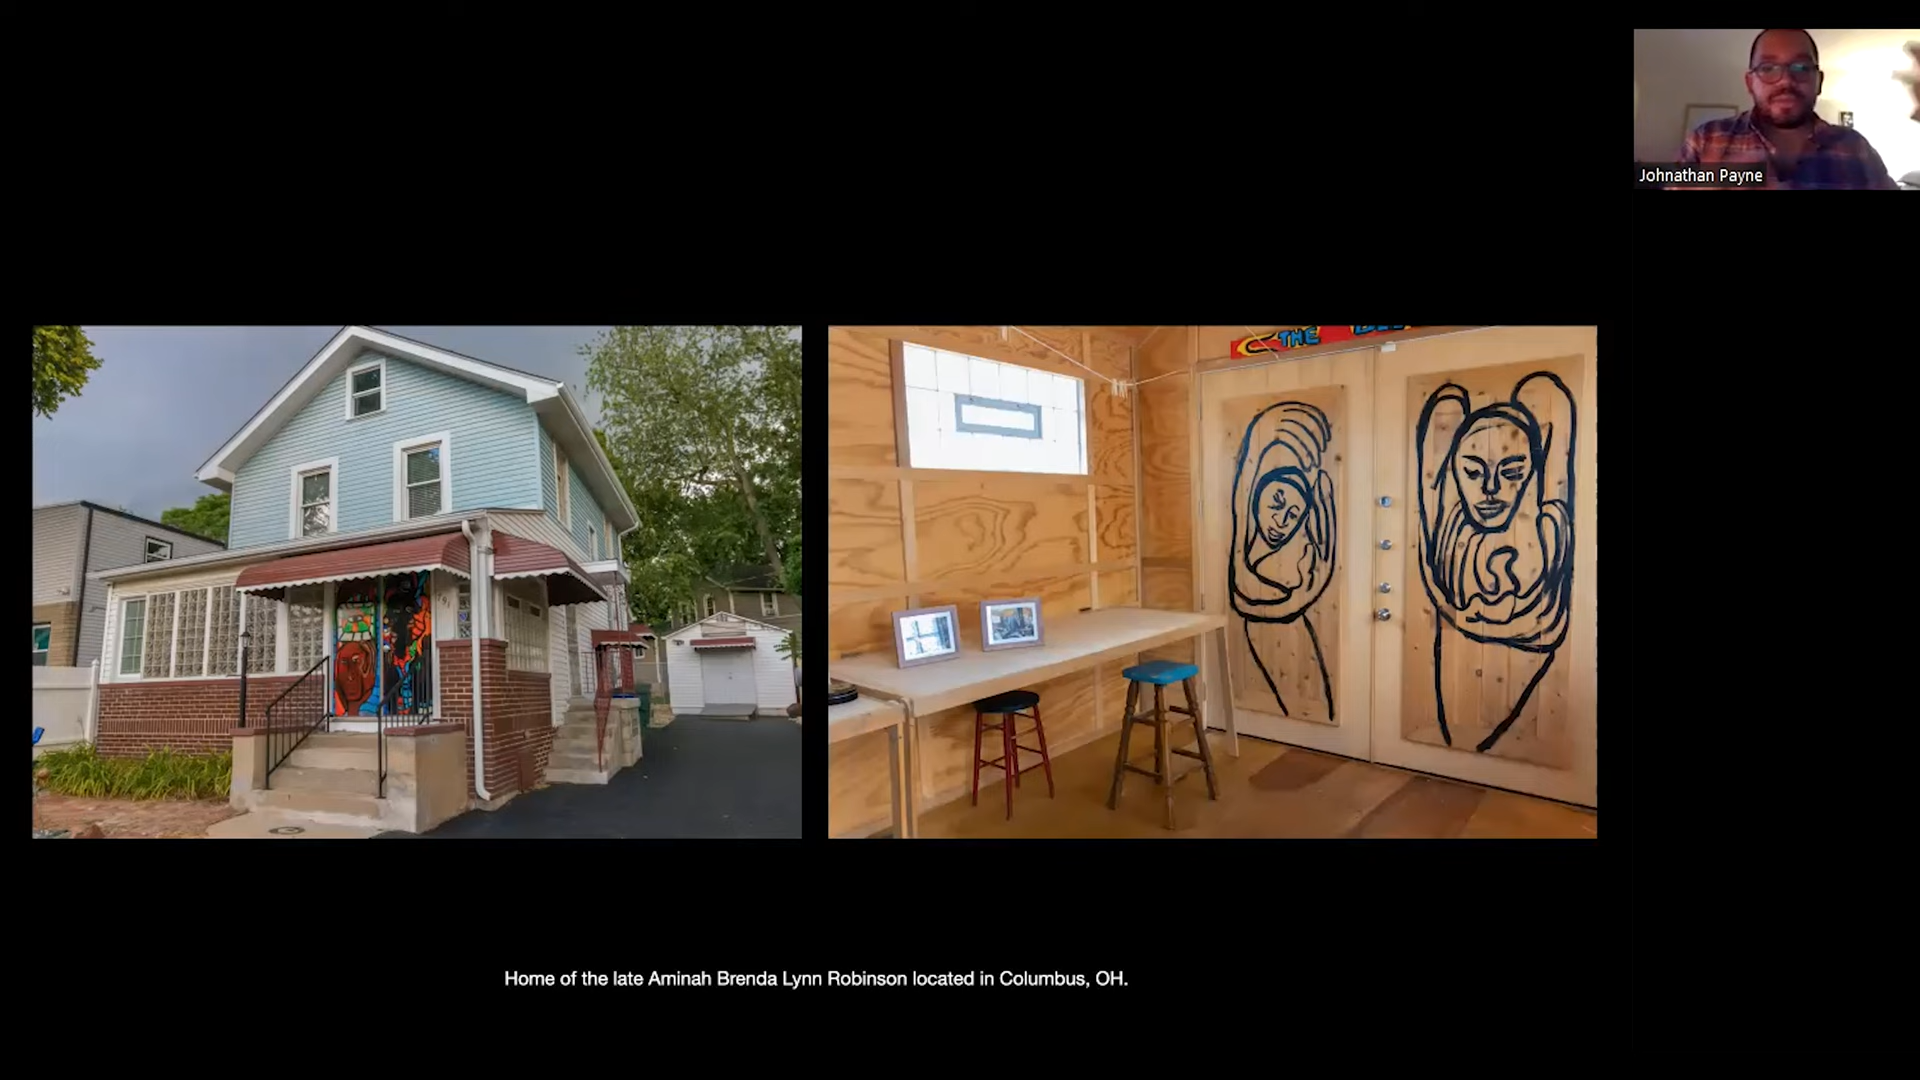 Johnathan Payne
THE
Home of the late Aminah Brenda Lynn Robinson located in Columbus, OH.